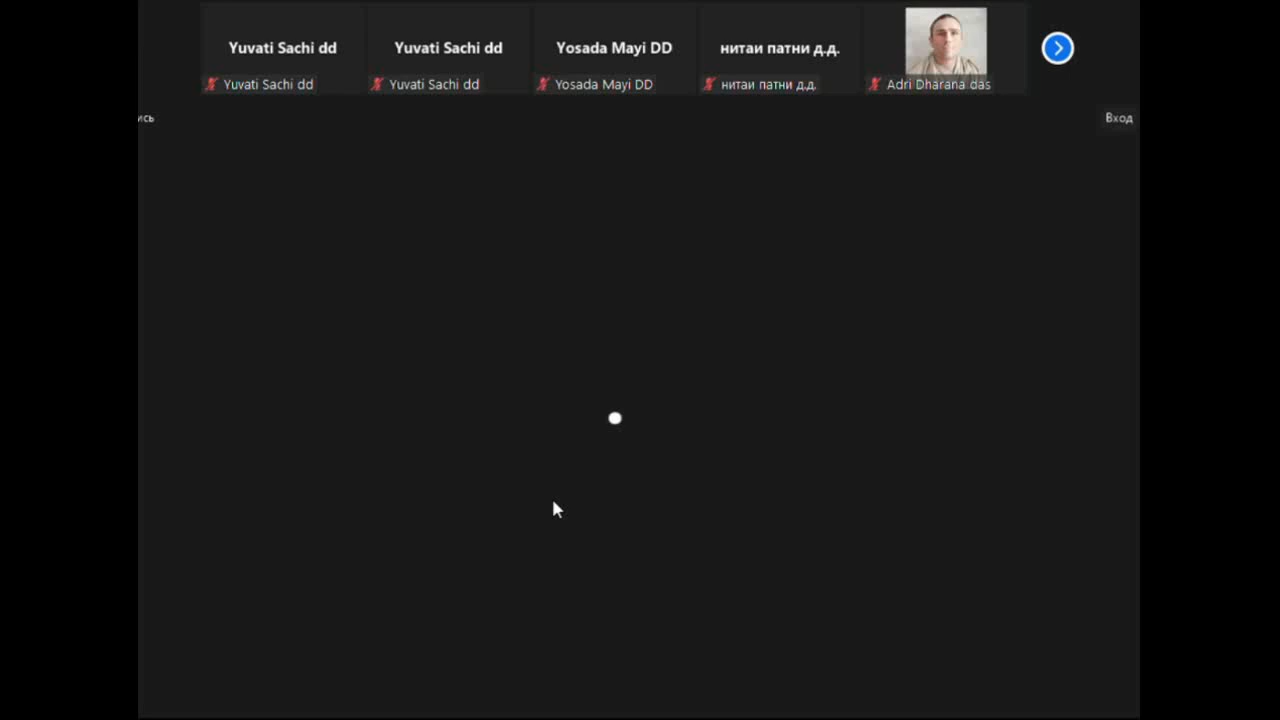 Yuvati Sachi dd
Yuvati Sachi dd
Yosada Mayi DD
нитаи патни д.д.
Yuvati Sachi dd
Yuvati Sachi dd
Yosada Mayi DD
нитаи патни д.д.
Adri Dharana das
ись
Вход